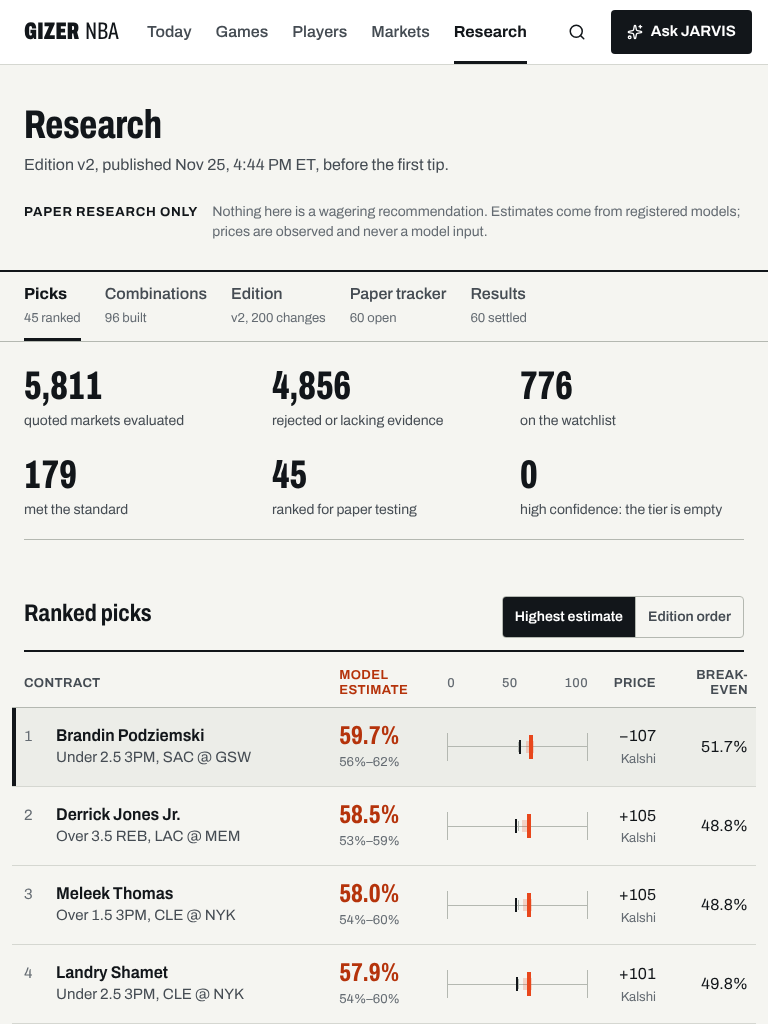 GIZER NBA Today Games Players Markets Research Ask JARVIS
Research
Edition v2, published Nov 25, 4:44 PM ET, before the first tip.
PAPER RESEARCH ONLY Nothing here is a wagering recommendation. Estimates come from registered models;
prices are observed and never a model input.
Picks Combinations Edition Paper tracker Results
45 ranked 96 built v2, 200 changes 60 open 60 settled
5,811 4,856 776
quoted markets evaluated rejected or lacking evidence on the watchlist
179 45 0
met the standard ranked for paper testing high confidence: the tier is empty
Ranked picks Highest estimate Edition order
CONTRACT MODEL ESTIMATE 0 50 100 PRICE BREAK-EVEN
1 Brandin Podziemski 59.7% −107
Under 2.5 3PM, SAC @ GSW 56%–62% Kalshi 51.7%
2 Derrick Jones Jr. 58.5% +105
Over 3.5 REB, LAC @ MEM 53%–59% Kalshi 48.8%
3 Meleek Thomas 58.0% +105
Over 1.5 3PM, CLE @ NYK 54%–60% Kalshi 48.8%
4 Landry Shamet 57.9% +101
Under 2.5 3PM, CLE @ NYK 54%–60% Kalshi 49.8%